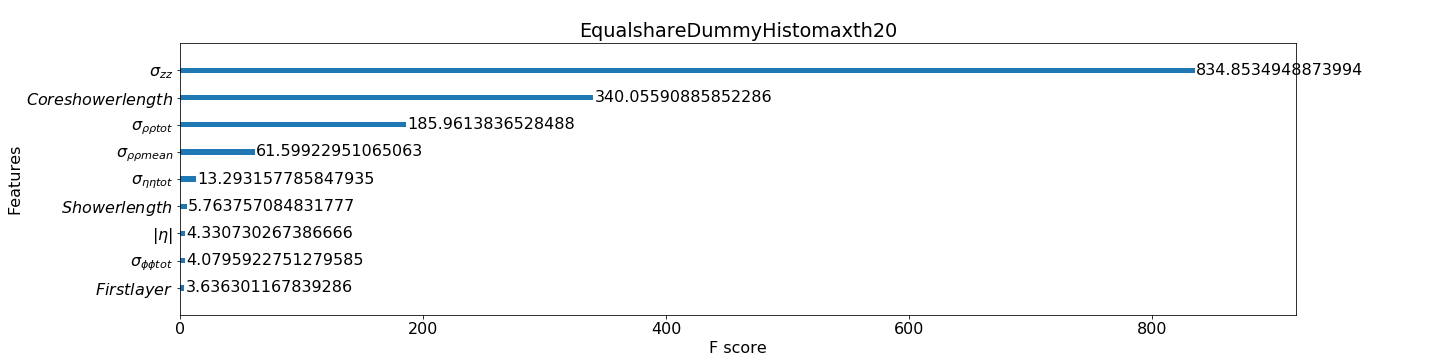 EqualshareDummyHistomaxth20
σzz 834.8534948873994
Coreshowerlength 340.05590885852286
σρρtot 185.9613836528488
σρρmean 61.59922951065063
σηηtot 13.293157785847935
Showerlength 5.763757084831777
|η| 4.330730267386666
σϕϕtot 4.0795922751279585
Firstlayer 3.636301167839286
Features
0 200 400 600 800
F score